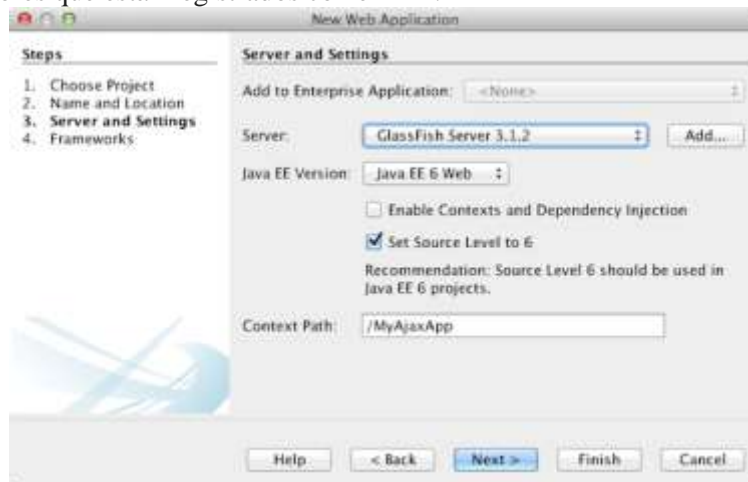 New Web Application
Steps
1. Choose Project
2. Name and Location
3. Server and Settings
4. Frameworks
Server and Settings
Add to Enterprise Application: <None>
Server: GlassFish Server 3.1.2 Add...
Java EE Version: Java EE 6 Web
Enable Contexts and Dependency Injection
Set Source Level to 6
Recommendation: Source Level 6 should be used in
Java EE 6 projects.
Context Path: /MyAjaxApp
Help < Back Next > Finish Cancel